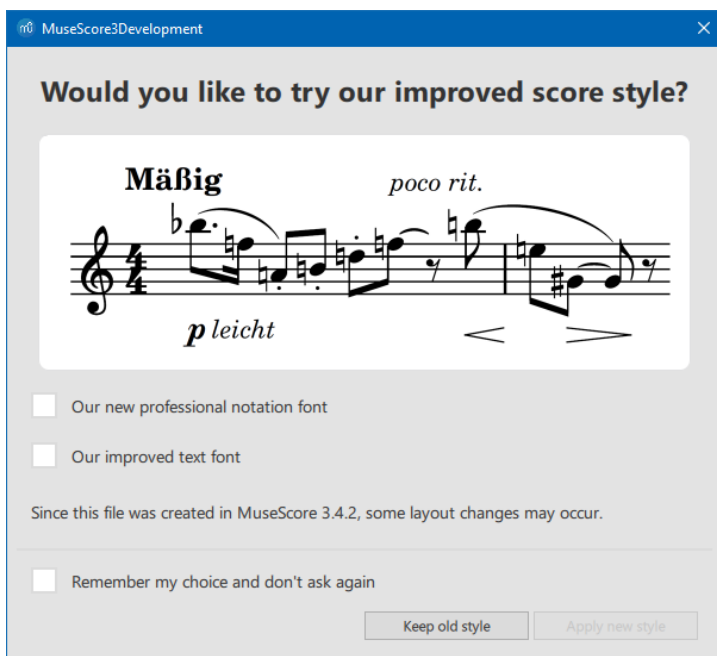 MuseScore3Development
Would you like to try our improved score style?
Mäßig
poco rit.
p leicht
Our new professional notation font
Our improved text font
Since this file was created in MuseScore 3.4.2, some layout changes may occur.
Remember my choice and don't ask again
Keep old style
Apply new style